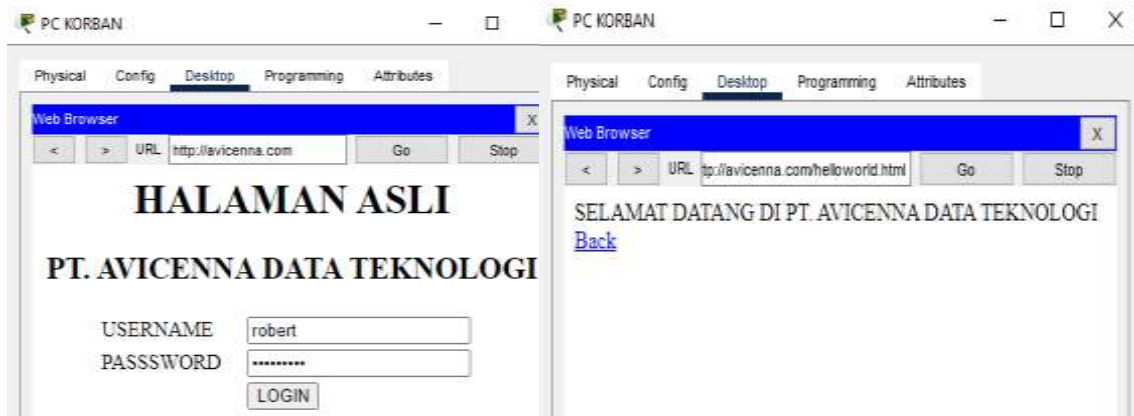 PC KORBAN
Physical Config Desktop Programming Attributes
Web Browser X
< > URL http://avicenna.com Go Stop
HALAMAN ASLI
PT. AVICENNA DATA TEKNOLOGI
USERNAME robert
PASSSWORD •••••••••
LOGIN
PC KORBAN
Physical Config Desktop Programming Attributes
Web Browser X
< > URL tp://avicenna.com/helloworld.html Go Stop
SELAMAT DATANG DI PT. AVICENNA DATA TEKNOLOGI
Back